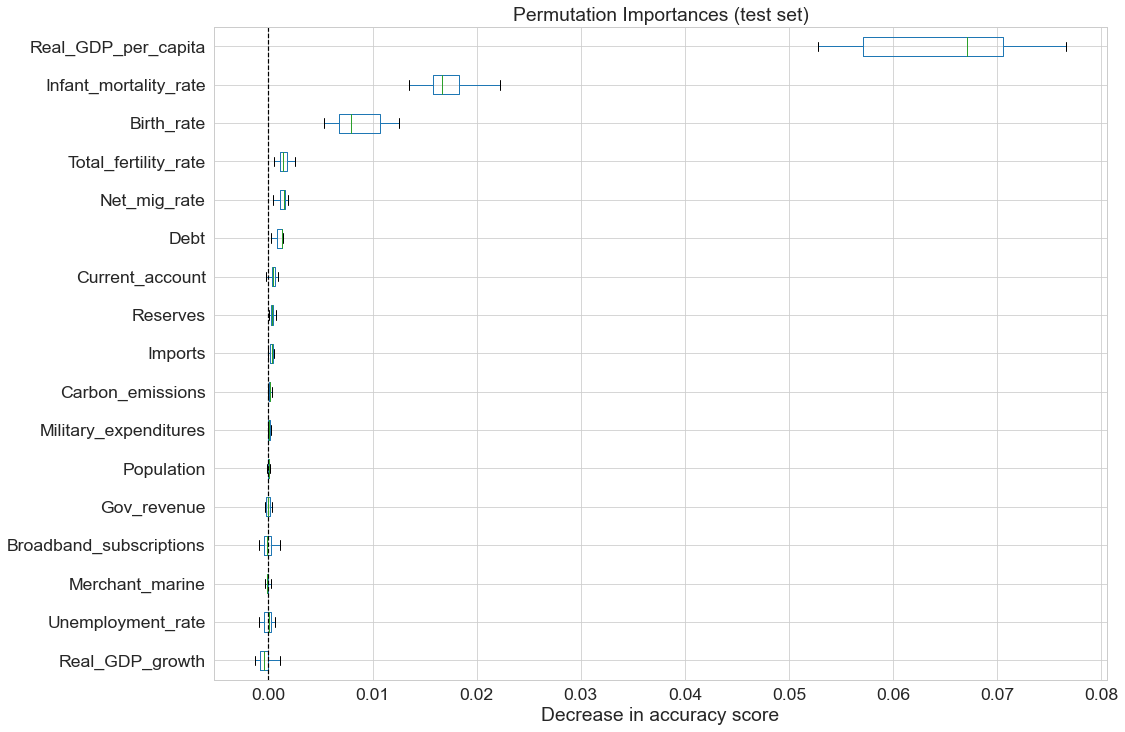 Permutation Importances (test set)
Real_GDP_per_capita
Infant_mortality_rate
Birth_rate
Total_fertility_rate
Net_mig_rate
Debt
Current_account
Reserves
Imports
Carbon_emissions
Military_expenditures
Population
Gov_revenue
Broadband_subscriptions
Merchant_marine
Unemployment_rate
Real_GDP_growth
0.00 0.01 0.02 0.03 0.04 0.05 0.06 0.07 0.08
Decrease in accuracy score